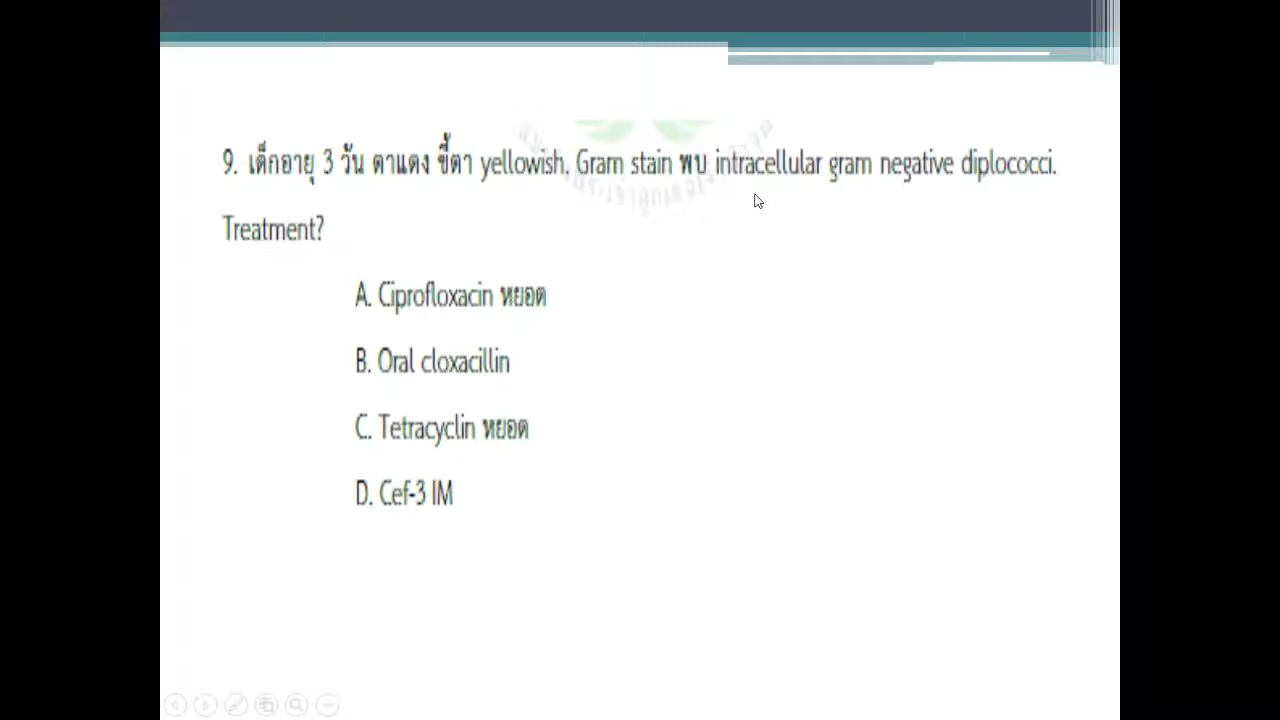 9. เด็กอายุ 3 วัน ตาแดง ขี้ตา yellowish. Gram stain พบ intracellular gram negative diplococci.
Treatment?
A. Ciprofloxacin หยอด
B. Oral cloxacillin
C. Tetracyclin หยอด
D. Cef-3 IM